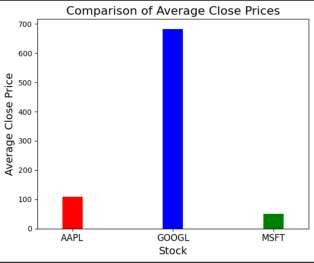 Comparison of Average Close Prices
Average Close Price
700
600
500
400
300
200
100
0
AAPL GOOGL MSFT
Stock